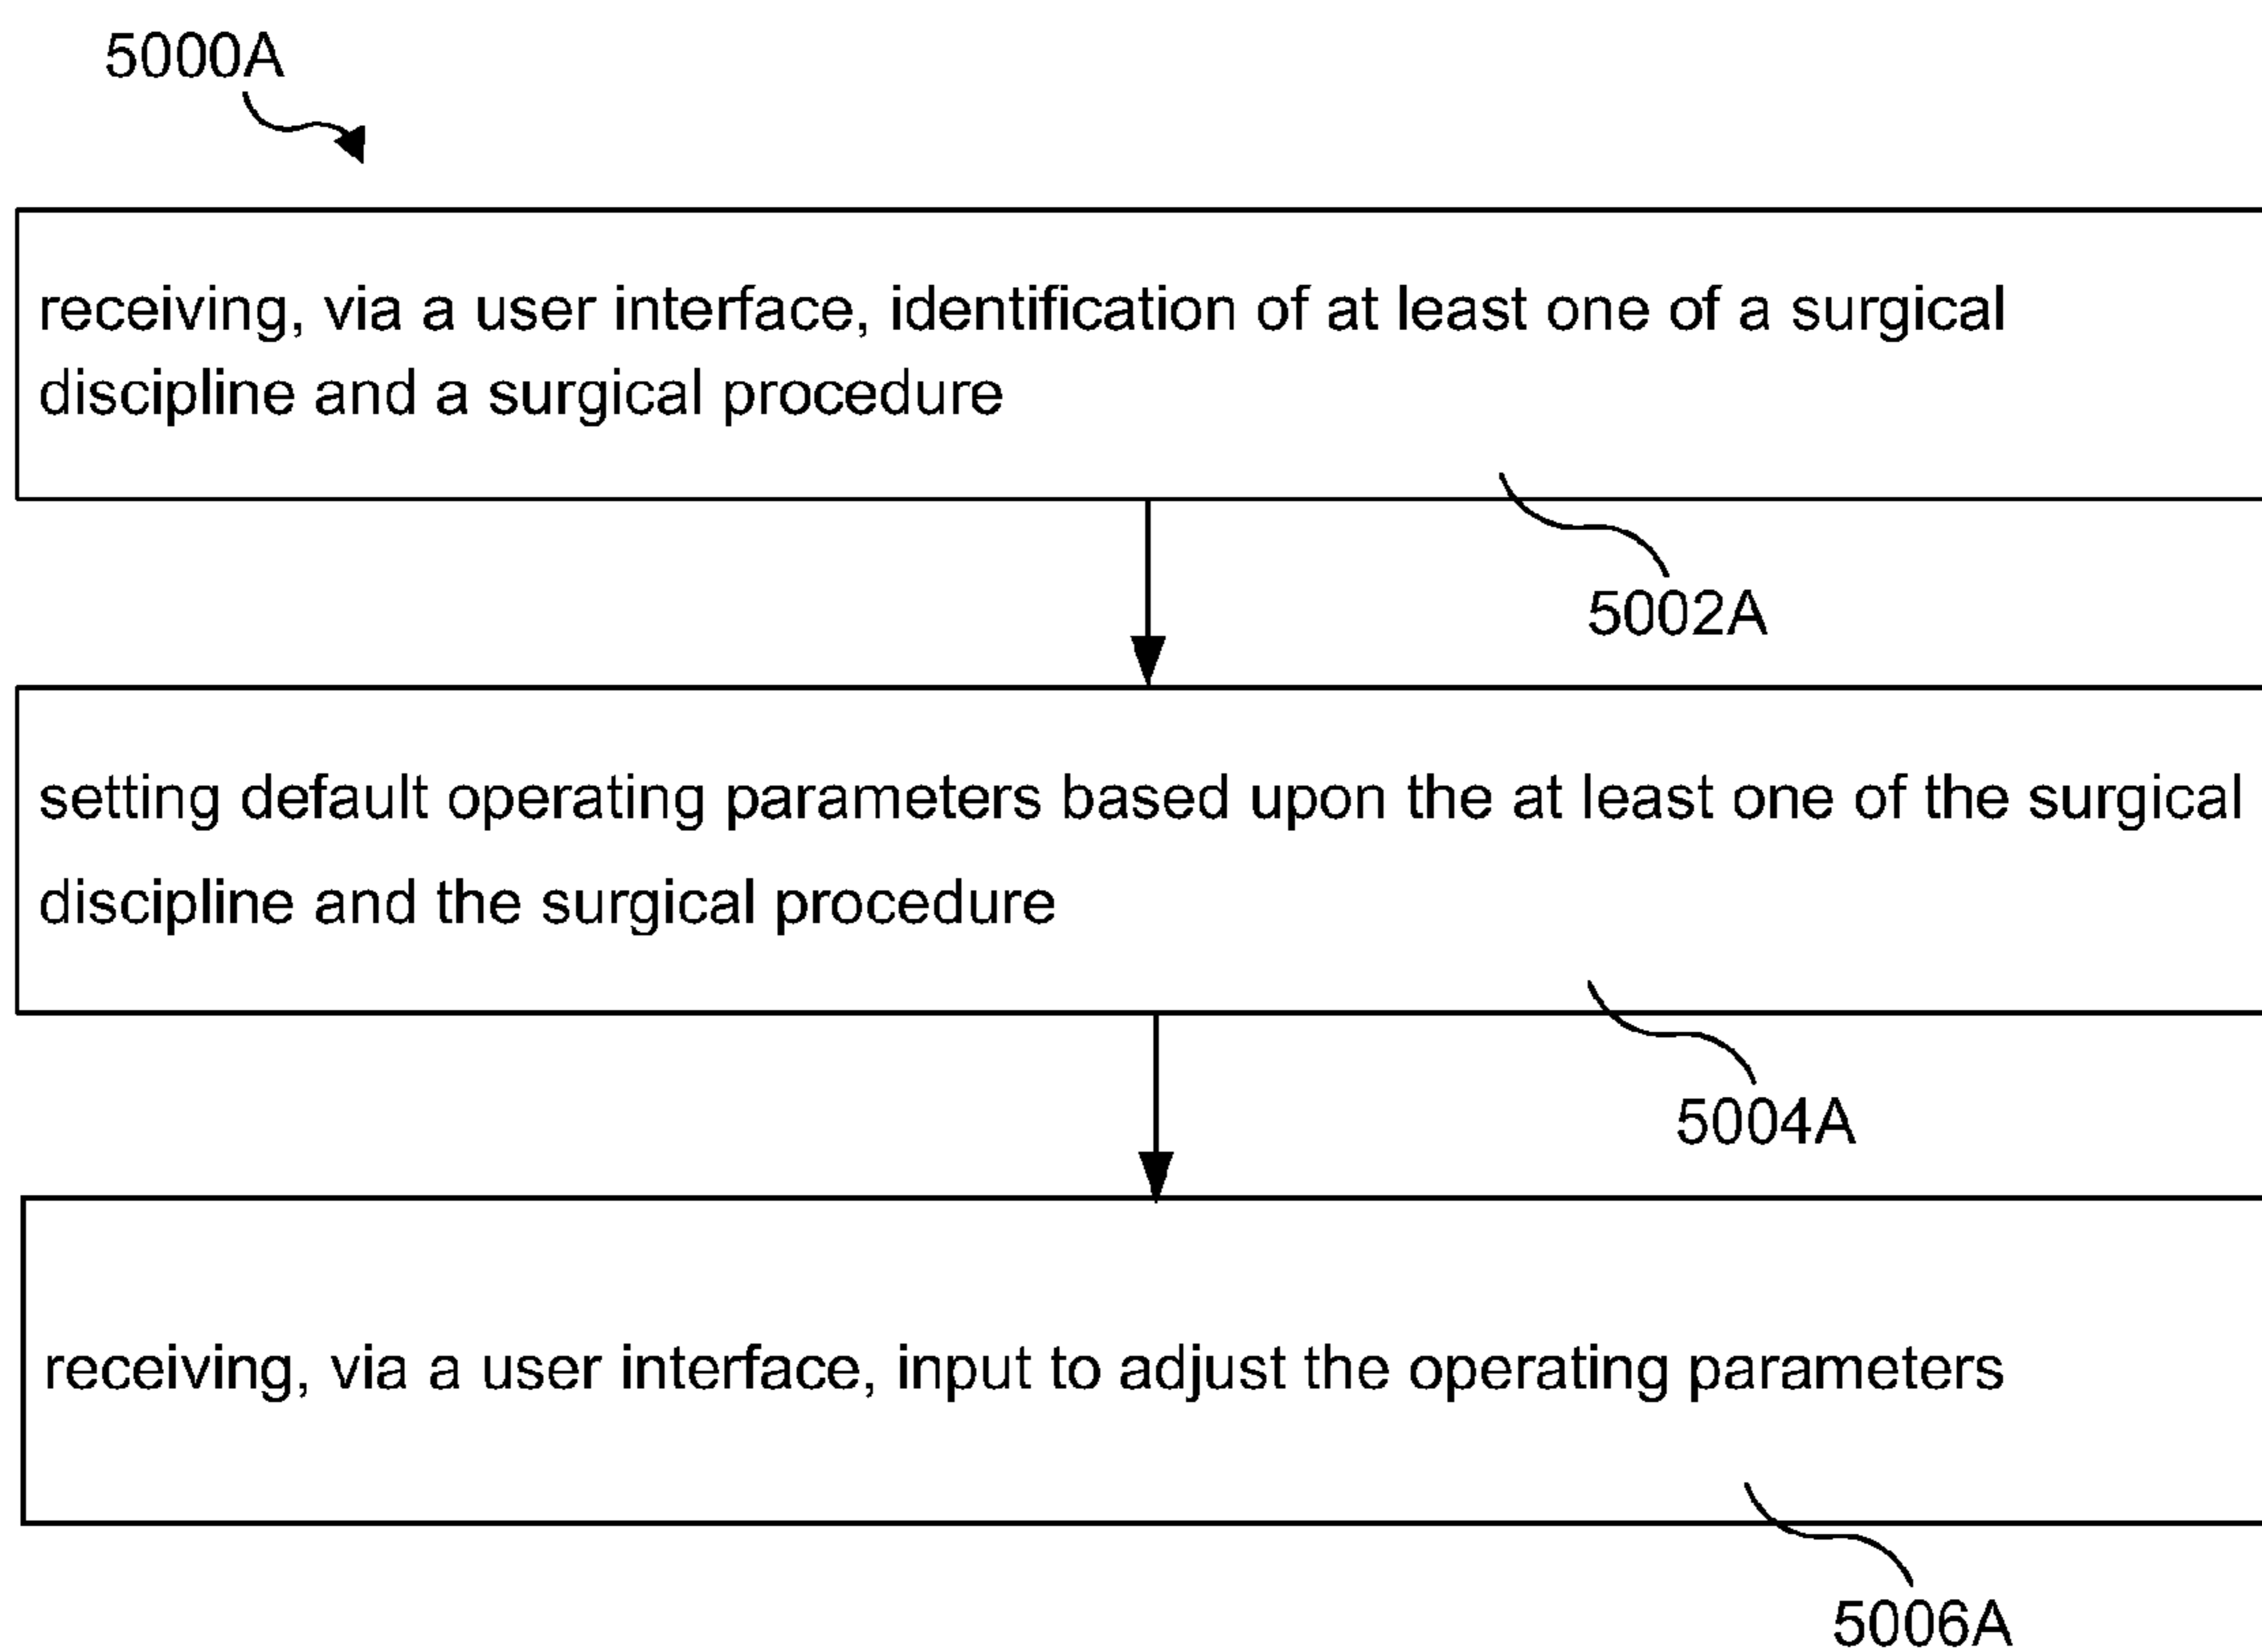 5000A
receiving, via a user interface, identification of at least one of a surgical
discipline and a surgical procedure
5002A
setting default operating parameters based upon the at least one of the surgical
discipline and the surgical procedure
5004A
receiving, via a user interface, input to adjust the operating parameters
5006A